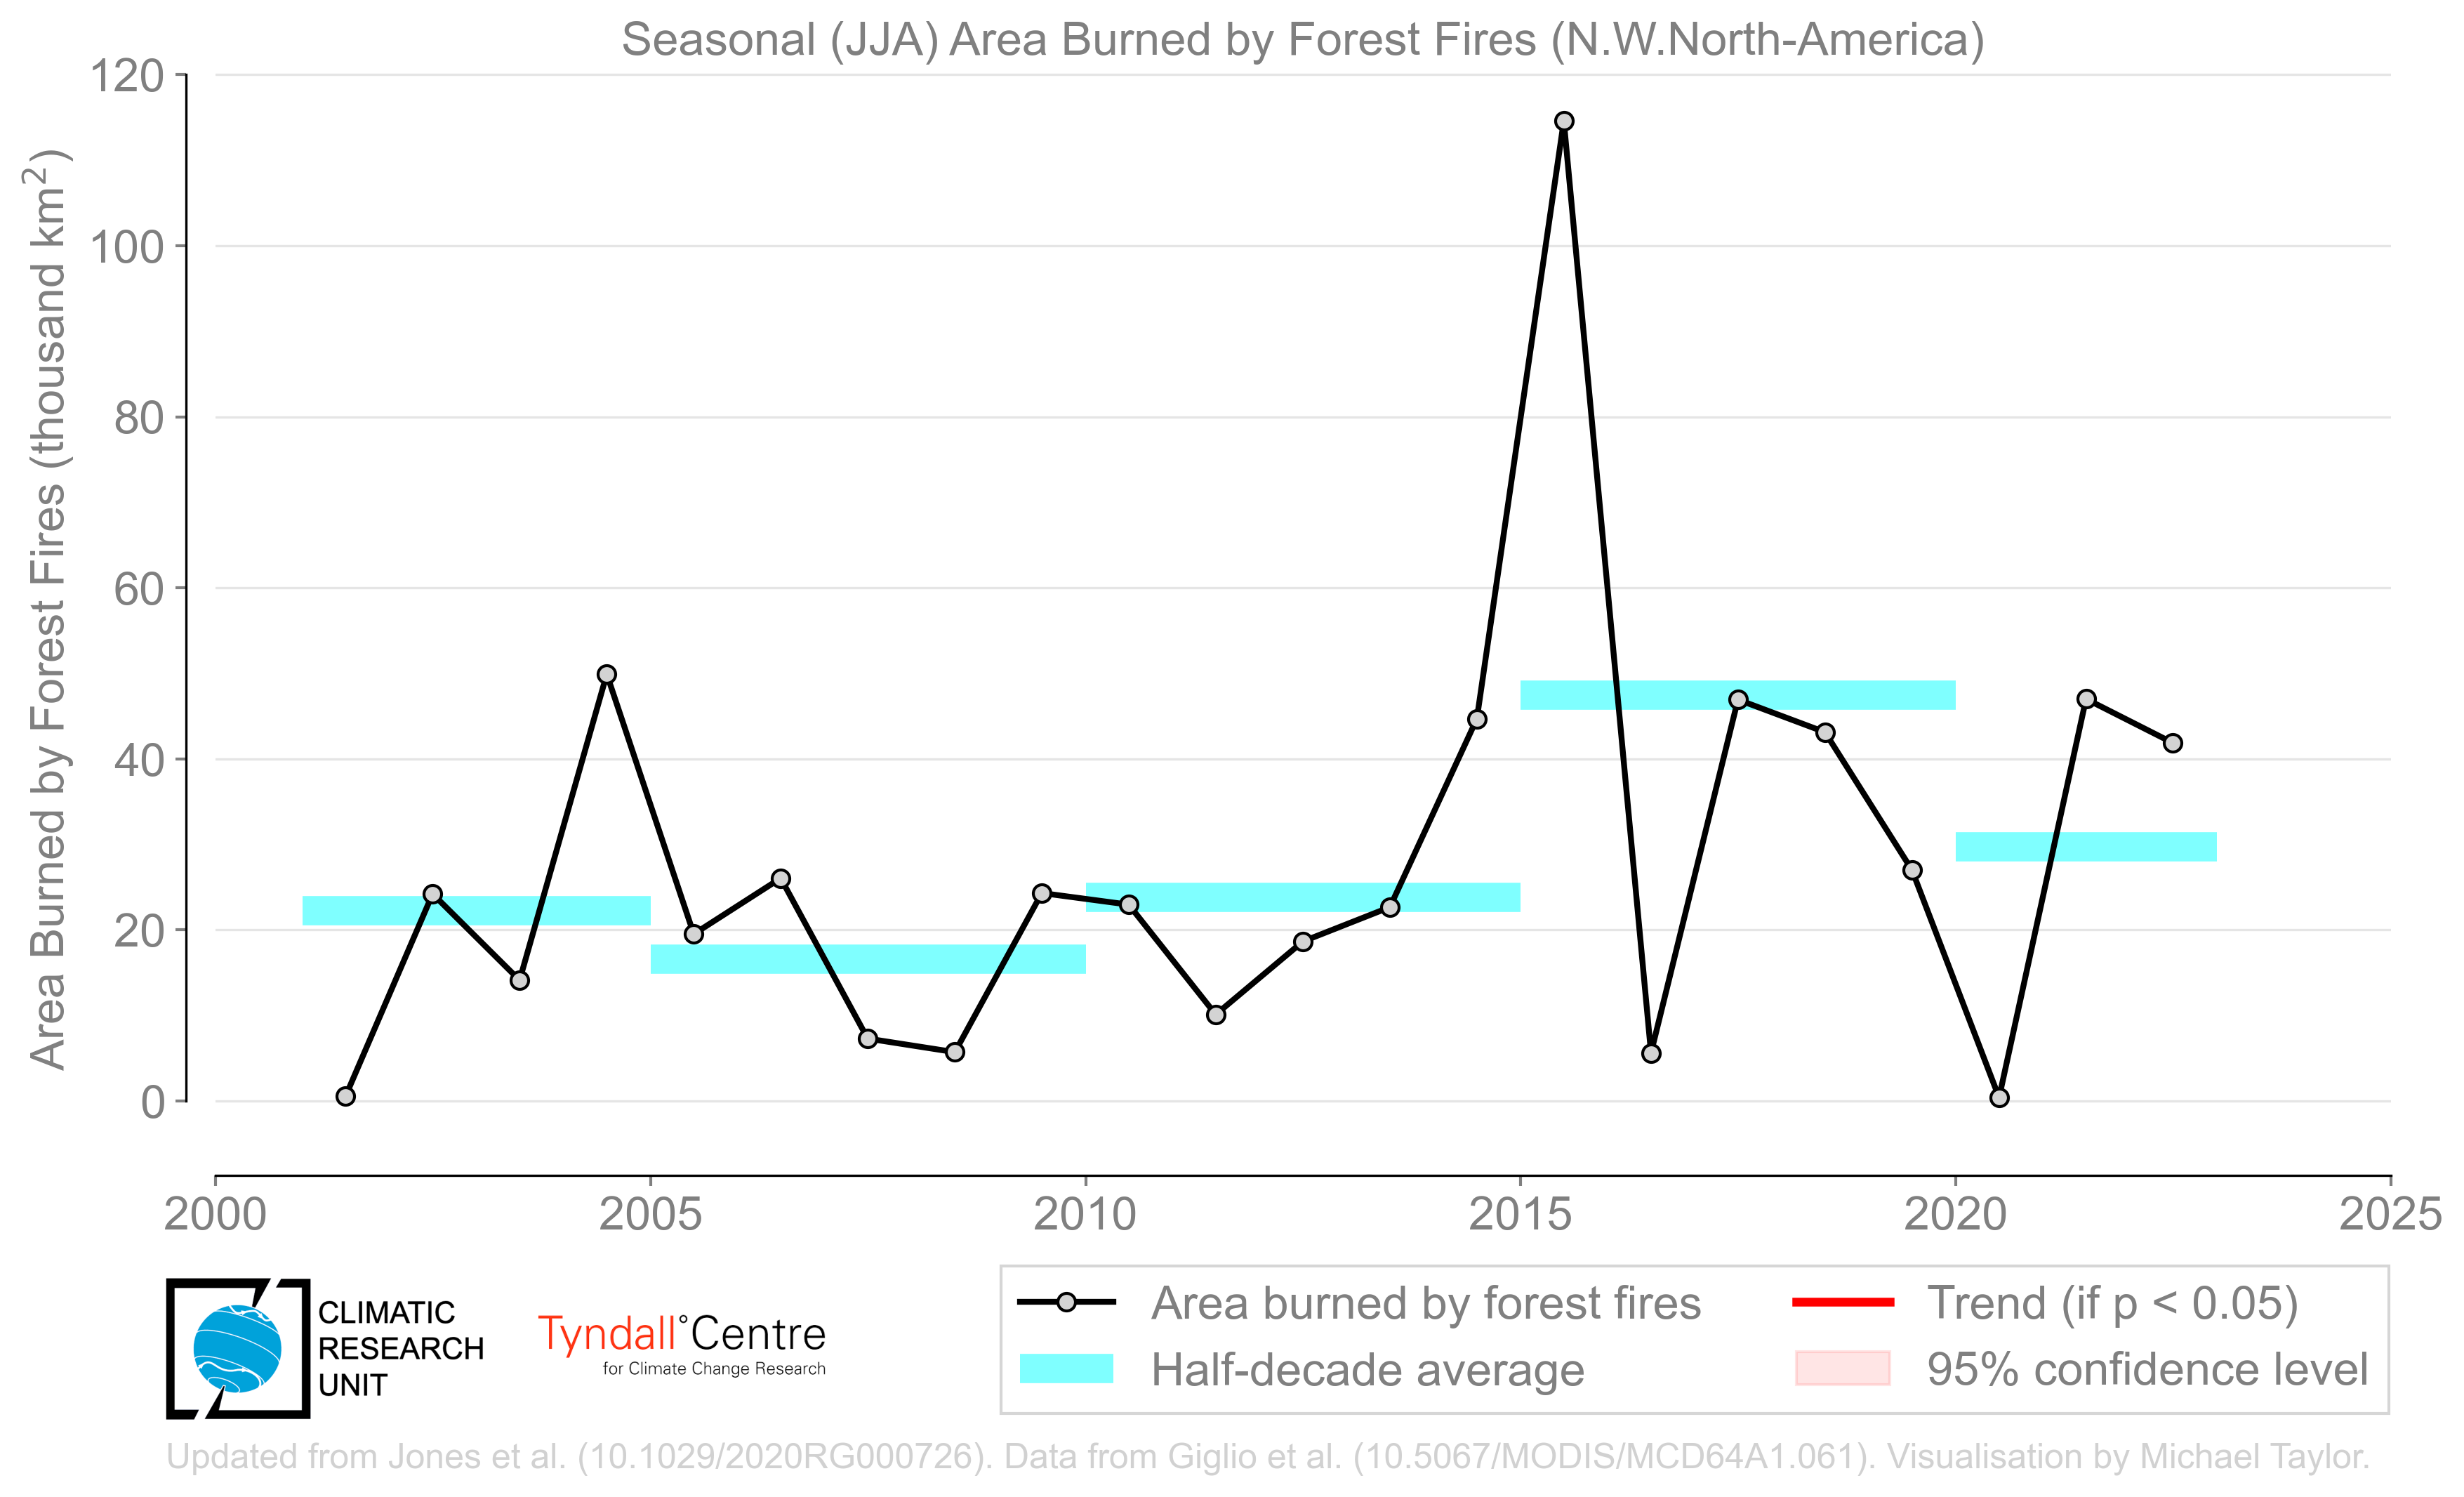 Seasonal (JJA) Area Burned by Forest Fires (N.W.North-America)
Area Burned by Forest Fires (thousand km²)
120
100
80
60
40
20
0
2000
2005
2010
2015
2020
2025
CLIMATIC
RESEARCH
UNIT
Tyndall°Centre
for Climate Change Research
Area burned by forest fires
Half-decade average
Trend (if p < 0.05)
95% confidence level
Updated from Jones et al. (10.1029/2020RG000726). Data from Giglio et al. (10.5067/MODIS/MCD64A1.061). Visualisation by Michael Taylor.